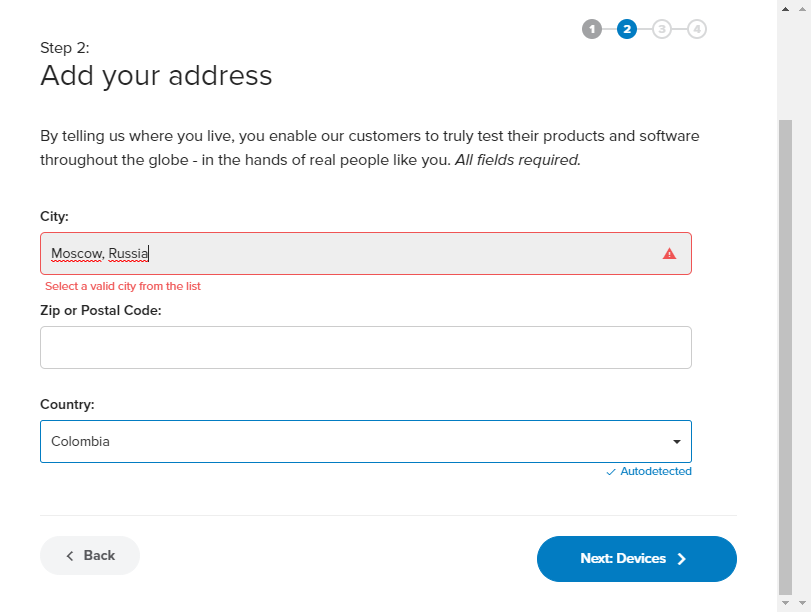 1 2 3 4
Step 2:
Add your address
By telling us where you live, you enable our customers to truly test their products and software
throughout the globe - in the hands of real people like you. All fields required.
City:
Moscow, Russia
Select a valid city from the list
Zip or Postal Code:
Country:
Colombia
Autodetected
Back
Next: Devices